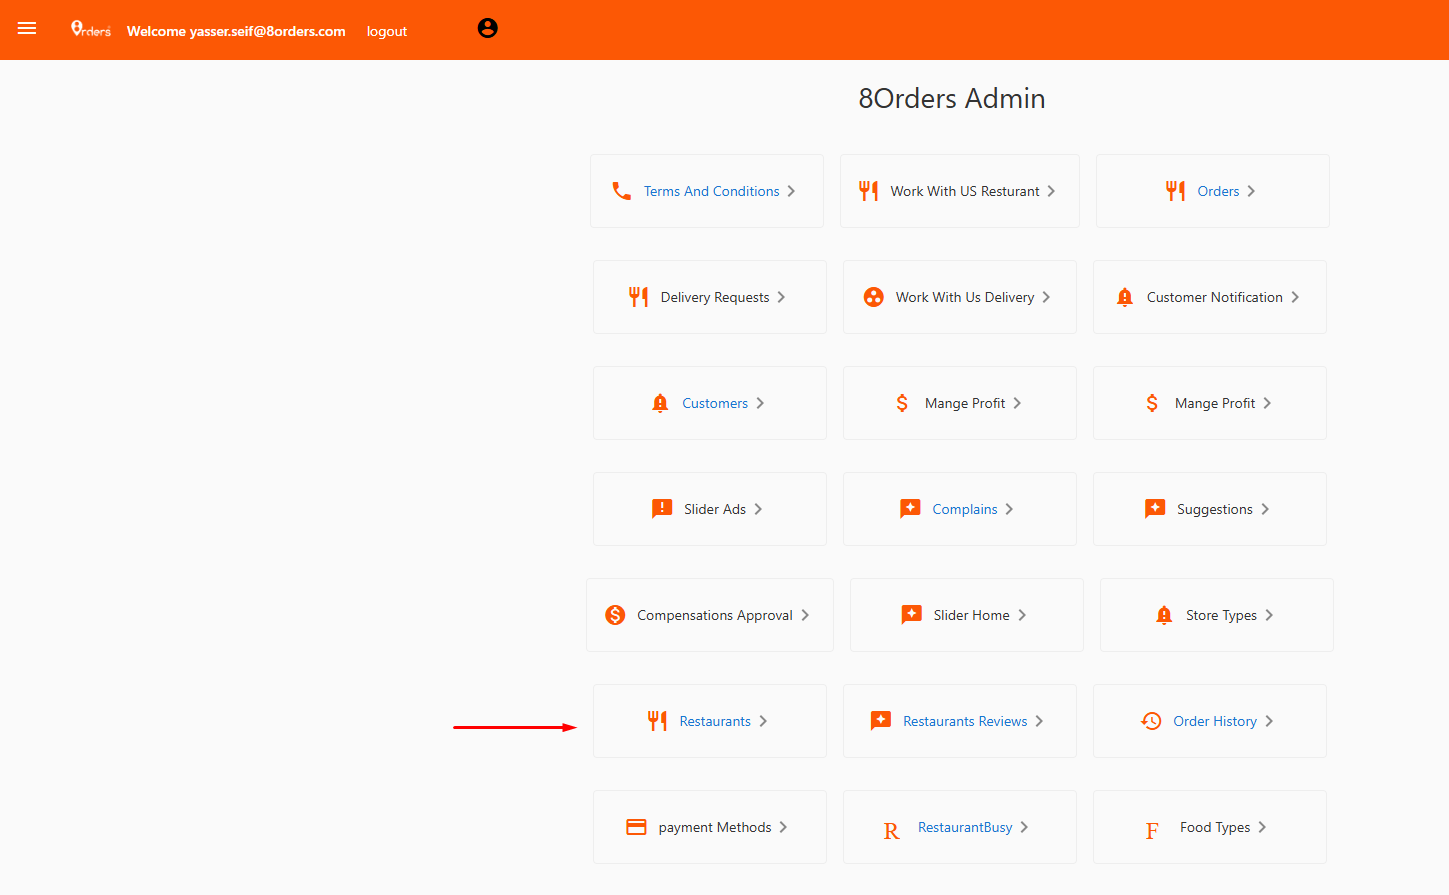 8rders Welcome yasser.seif@8orders.com logout
8Orders Admin
Terms And Conditions
Work With US Resturant
Orders
Delivery Requests
Work With Us Delivery
Customer Notification
Customers
Mange Profit
Mange Profit
Slider Ads
Complains
Suggestions
Compensations Approval
Slider Home
Store Types
Restaurants
Restaurants Reviews
Order History
payment Methods
R RestaurantBusy
F Food Types